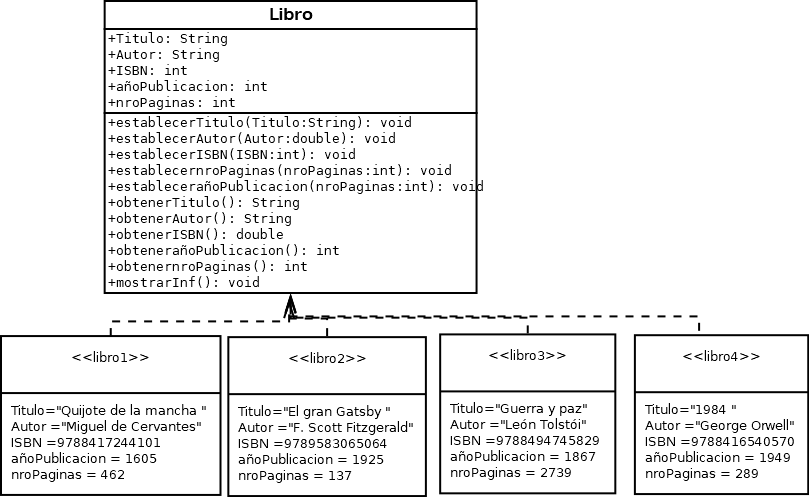 Libro
+Titulo: String
+Autor: String
+ISBN: int
+añoPublicacion: int
+nroPaginas: int
+establecerTitulo(Titulo:String): void
+establecerAutor(Autor:double): void
+establecerISBN(ISBN:int): void
+establecernroPaginas(nroPaginas:int): void
+establecerañoPublicacion(nroPaginas:int): void
+obtenerTitulo(): String
+obtenerAutor(): String
+obtenerISBN(): double
+obtenerañoPublicacion(): int
+obtenernroPaginas(): int
+mostrarInf(): void
<<libro1>>
Titulo="Quijote de la mancha "
Autor ="Miguel de Cervantes"
ISBN =9788417244101
añoPublicacion = 1605
nroPaginas = 462
<<libro2>>
Titulo="El gran Gatsby "
Autor ="F. Scott Fitzgerald"
ISBN =9789583065064
añoPublicacion = 1925
nroPaginas = 137
<<libro3>>
Titulo="Guerra y paz"
Autor ="León Tolstói"
ISBN =9788494745829
añoPublicacion = 1867
nroPaginas = 2739
<<libro4>>
Titulo="1984 "
Autor ="George Orwell"
ISBN =9788416540570
añoPublicacion = 1949
nroPaginas = 289